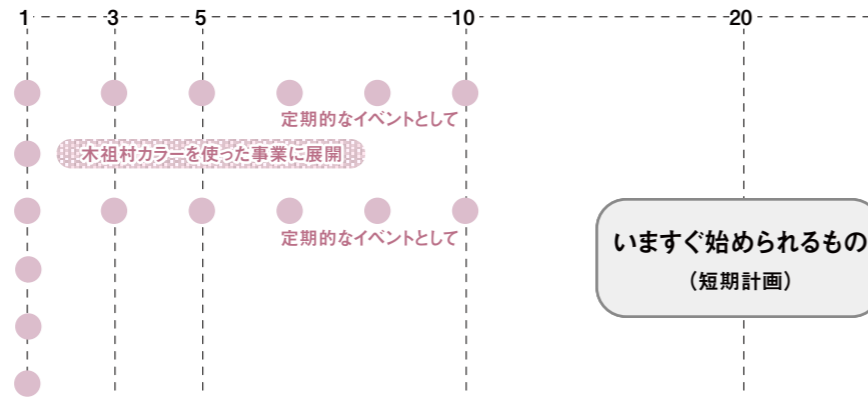 1 3 5 10 20
定期的なイベントとして
木祖村カラーを使った事業に展開
定期的なイベントとして
いますぐ始められるもの
（短期計画）